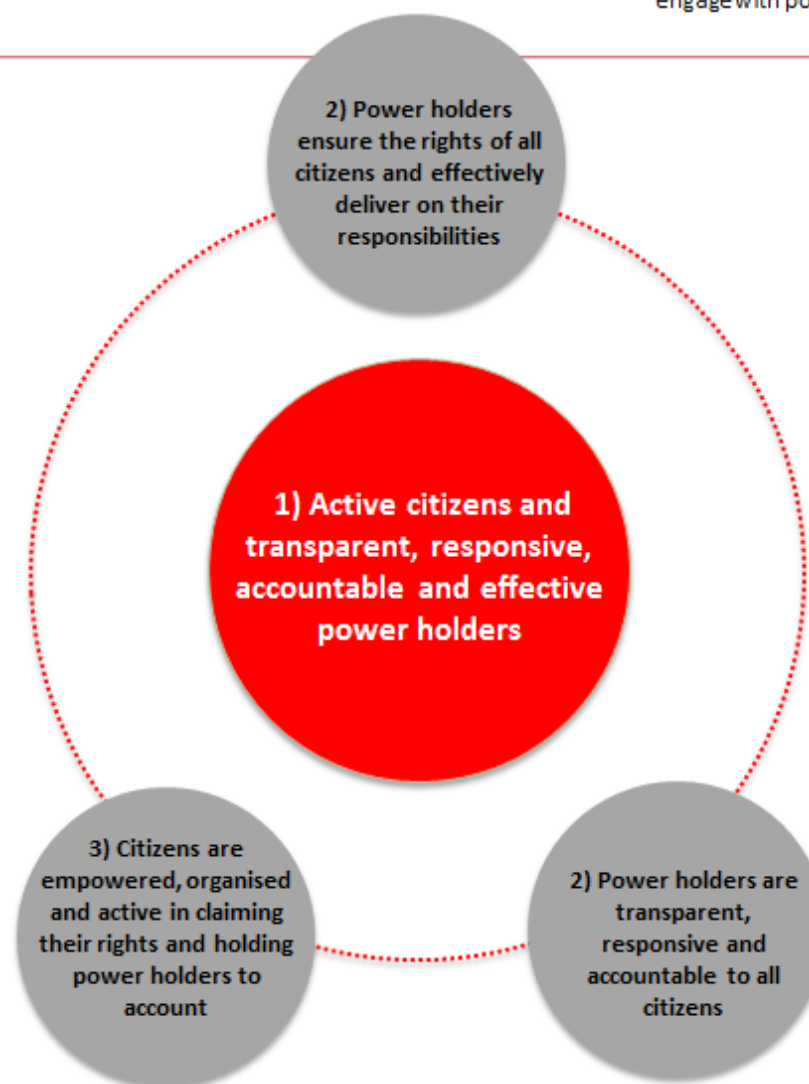 engage with
2) Power holders
ensure the rights of all
citizens and effectively
deliver on their
responsibilities
1) Active citizens and
transparent, responsive,
accountable and effective
power holders
3) Citizens are
empowered, organised
and active in claiming
their rights and holding
power holders to
account
2) Power holders are
transparent,
responsive and
accountable to all
citizens